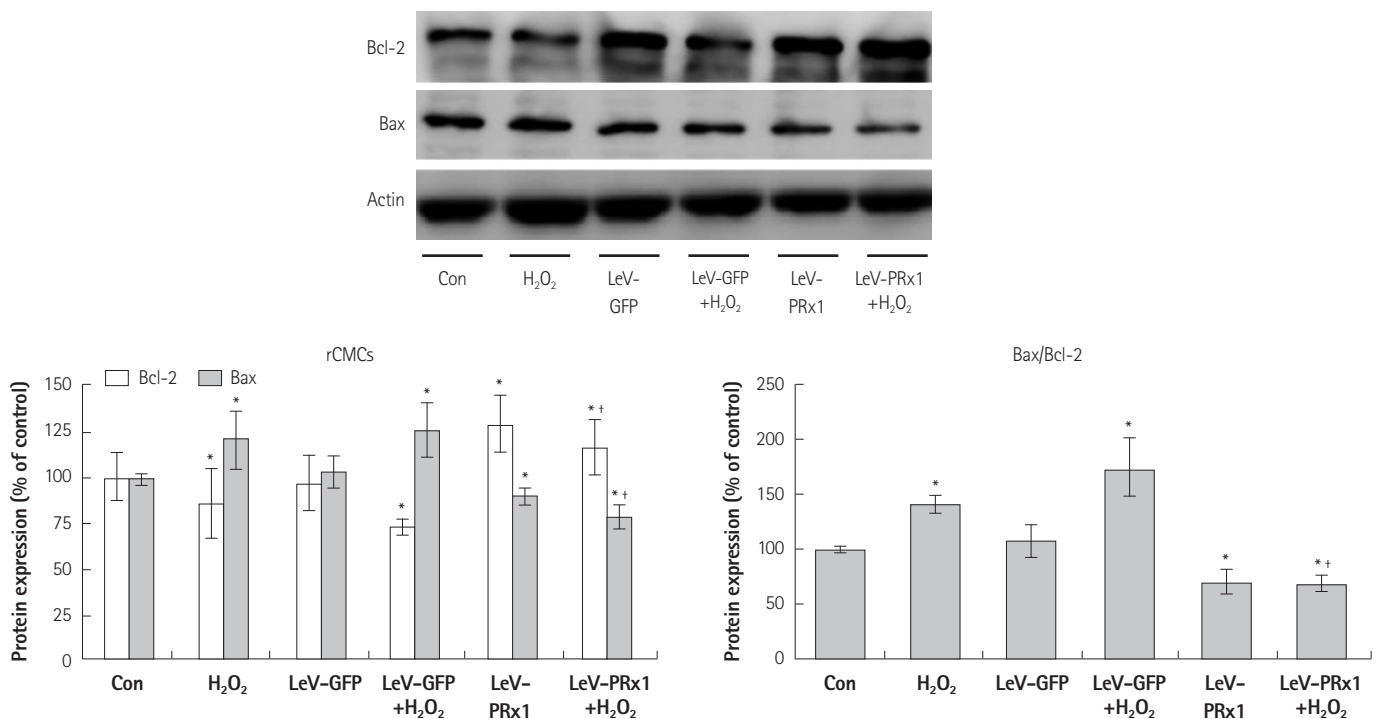 Bcl-2
Bax
Actin
Con H₂O₂ LeV- LeV-GFP LeV- LeV-PRx1
GFP +H₂O₂ PRx1 +H₂O₂
rCMCs
Bcl-2 Bax
Protein expression (% of control)
150
125
100
75
50
25
0
* * * * * * * † * †
Con H₂O₂ LeV-GFP LeV-GFP LeV- LeV-PRx1
+H₂O₂ PRx1 +H₂O₂
Bax/Bcl-2
Protein expression (% of control)
250
200
150
100
50
0
* * * * †
Con H₂O₂ LeV-GFP LeV-GFP LeV- LeV-PRx1
+H₂O₂ PRx1 +H₂O₂